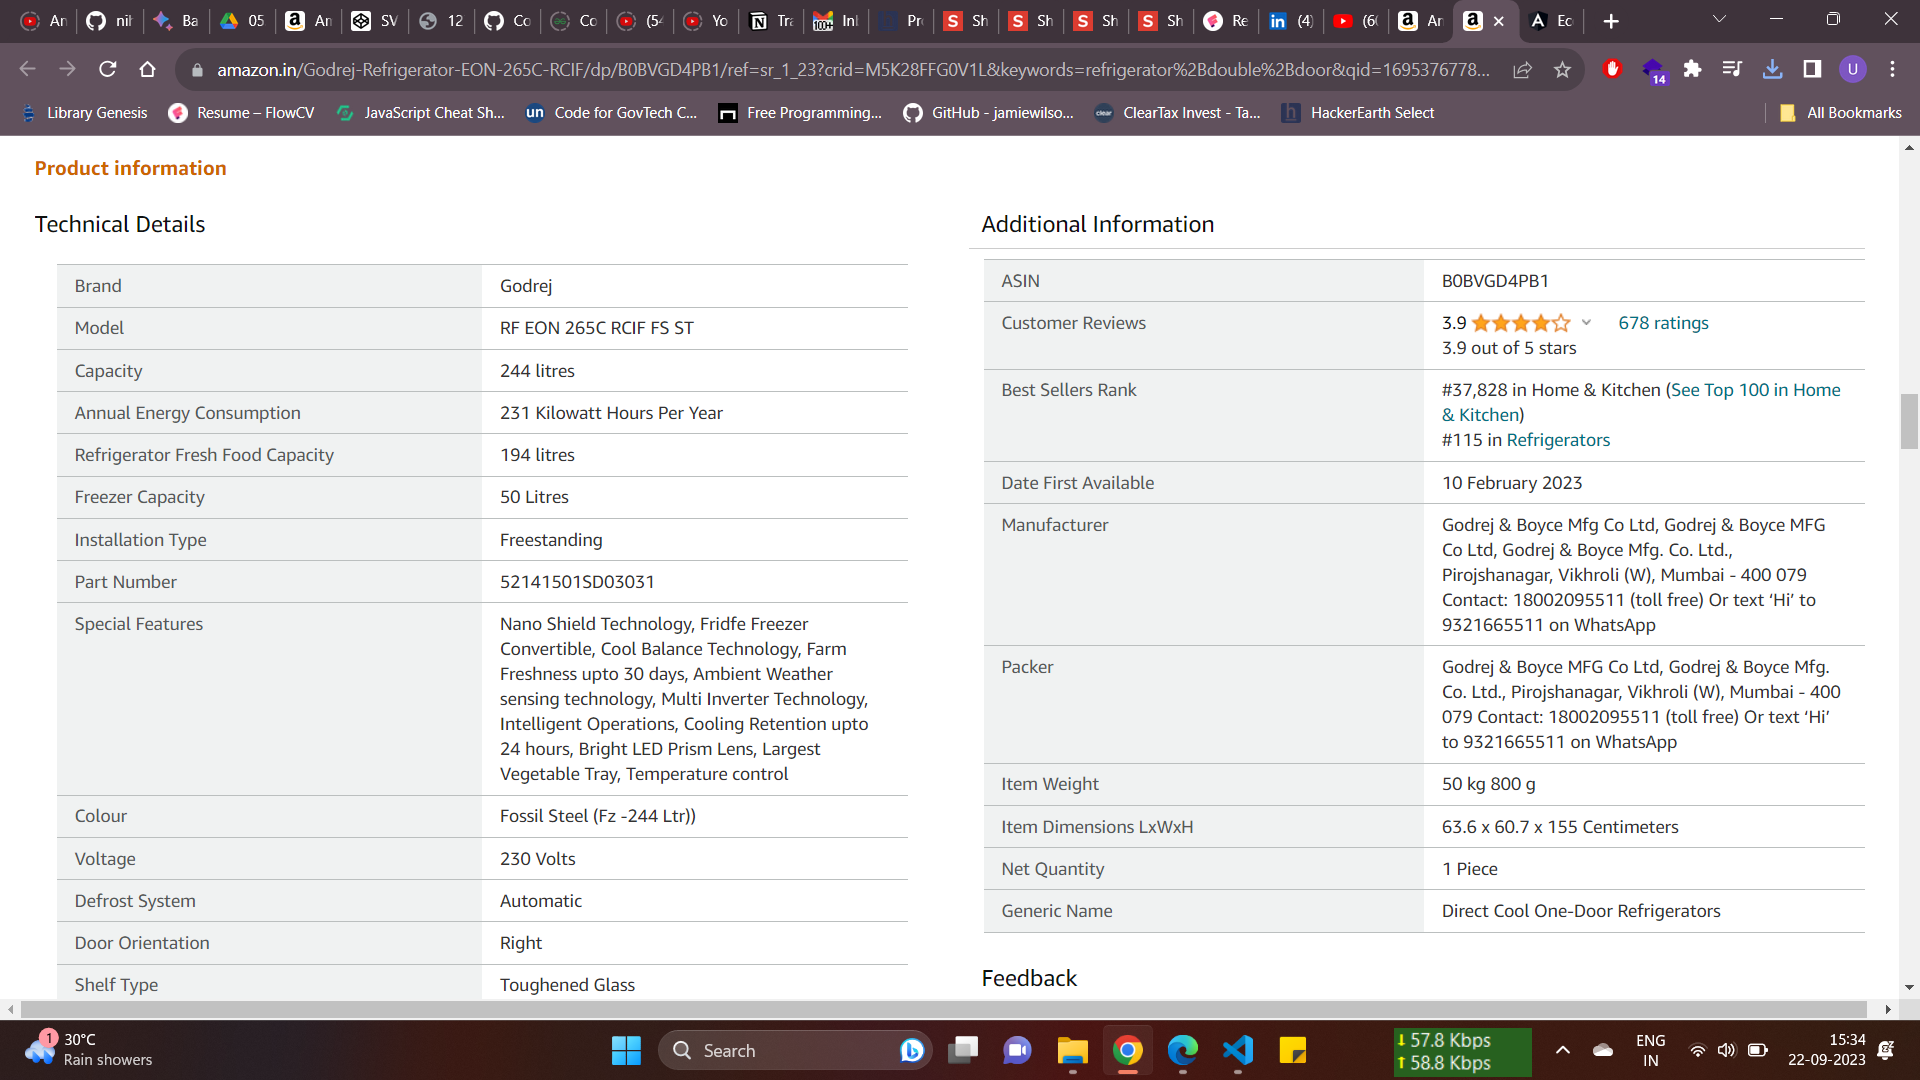 An
nih
Ba
05
An
SV
12
Co
Co
(54
Yo
Tra
100+
Inb
Pr
Sh
Sh
Sh
Sh
Re
(4)
(60
An
Ec
amazon.in/Godrej-Refrigerator-EON-265C-RCIF/dp/B0BVGD4PB1/ref=sr_1_23?crid=M5K28FFG0V1L&keywords=refrigerator%2Bdouble%2Bdoor&qid=1695376778...
14
U
Library Genesis
Resume – FlowCV
JavaScript Cheat Sh...
un
Code for GovTech C...
Free Programming...
GitHub - jamiewilso...
clear
ClearTax Invest - Ta...
h
HackerEarth Select
All Bookmarks
Product information
Technical Details
Brand Godrej
Model RF EON 265C RCIF FS ST
Capacity 244 litres
Annual Energy Consumption 231 Kilowatt Hours Per Year
Refrigerator Fresh Food Capacity 194 litres
Freezer Capacity 50 Litres
Installation Type Freestanding
Part Number 52141501SD03031
Special Features Nano Shield Technology, Fridfe Freezer
Convertible, Cool Balance Technology, Farm
Freshness upto 30 days, Ambient Weather
sensing technology, Multi Inverter Technology,
Intelligent Operations, Cooling Retention upto
24 hours, Bright LED Prism Lens, Largest
Vegetable Tray, Temperature control
Colour Fossil Steel (Fz -244 Ltr))
Voltage 230 Volts
Defrost System Automatic
Door Orientation Right
Shelf Type Toughened Glass
Additional Information
ASIN B0BVGD4PB1
Customer Reviews 3.9 678 ratings
3.9 out of 5 stars
Best Sellers Rank #37,828 in Home & Kitchen (See Top 100 in Home
& Kitchen)
#115 in Refrigerators
Date First Available 10 February 2023
Manufacturer Godrej & Boyce Mfg Co Ltd, Godrej & Boyce MFG
Co Ltd, Godrej & Boyce Mfg. Co. Ltd.,
Pirojshanagar, Vikhroli (W), Mumbai - 400 079
Contact: 18002095511 (toll free) Or text ‘Hi’ to
9321665511 on WhatsApp
Packer Godrej & Boyce MFG Co Ltd, Godrej & Boyce Mfg.
Co. Ltd., Pirojshanagar, Vikhroli (W), Mumbai - 400
079 Contact: 18002095511 (toll free) Or text ‘Hi’
to 9321665511 on WhatsApp
Item Weight 50 kg 800 g
Item Dimensions LxWxH 63.6 x 60.7 x 155 Centimeters
Net Quantity 1 Piece
Generic Name Direct Cool One-Door Refrigerators
Feedback
1
30°C
Rain showers
Search
57.8 Kbps
58.8 Kbps
ENG
IN
15:34
22-09-2023